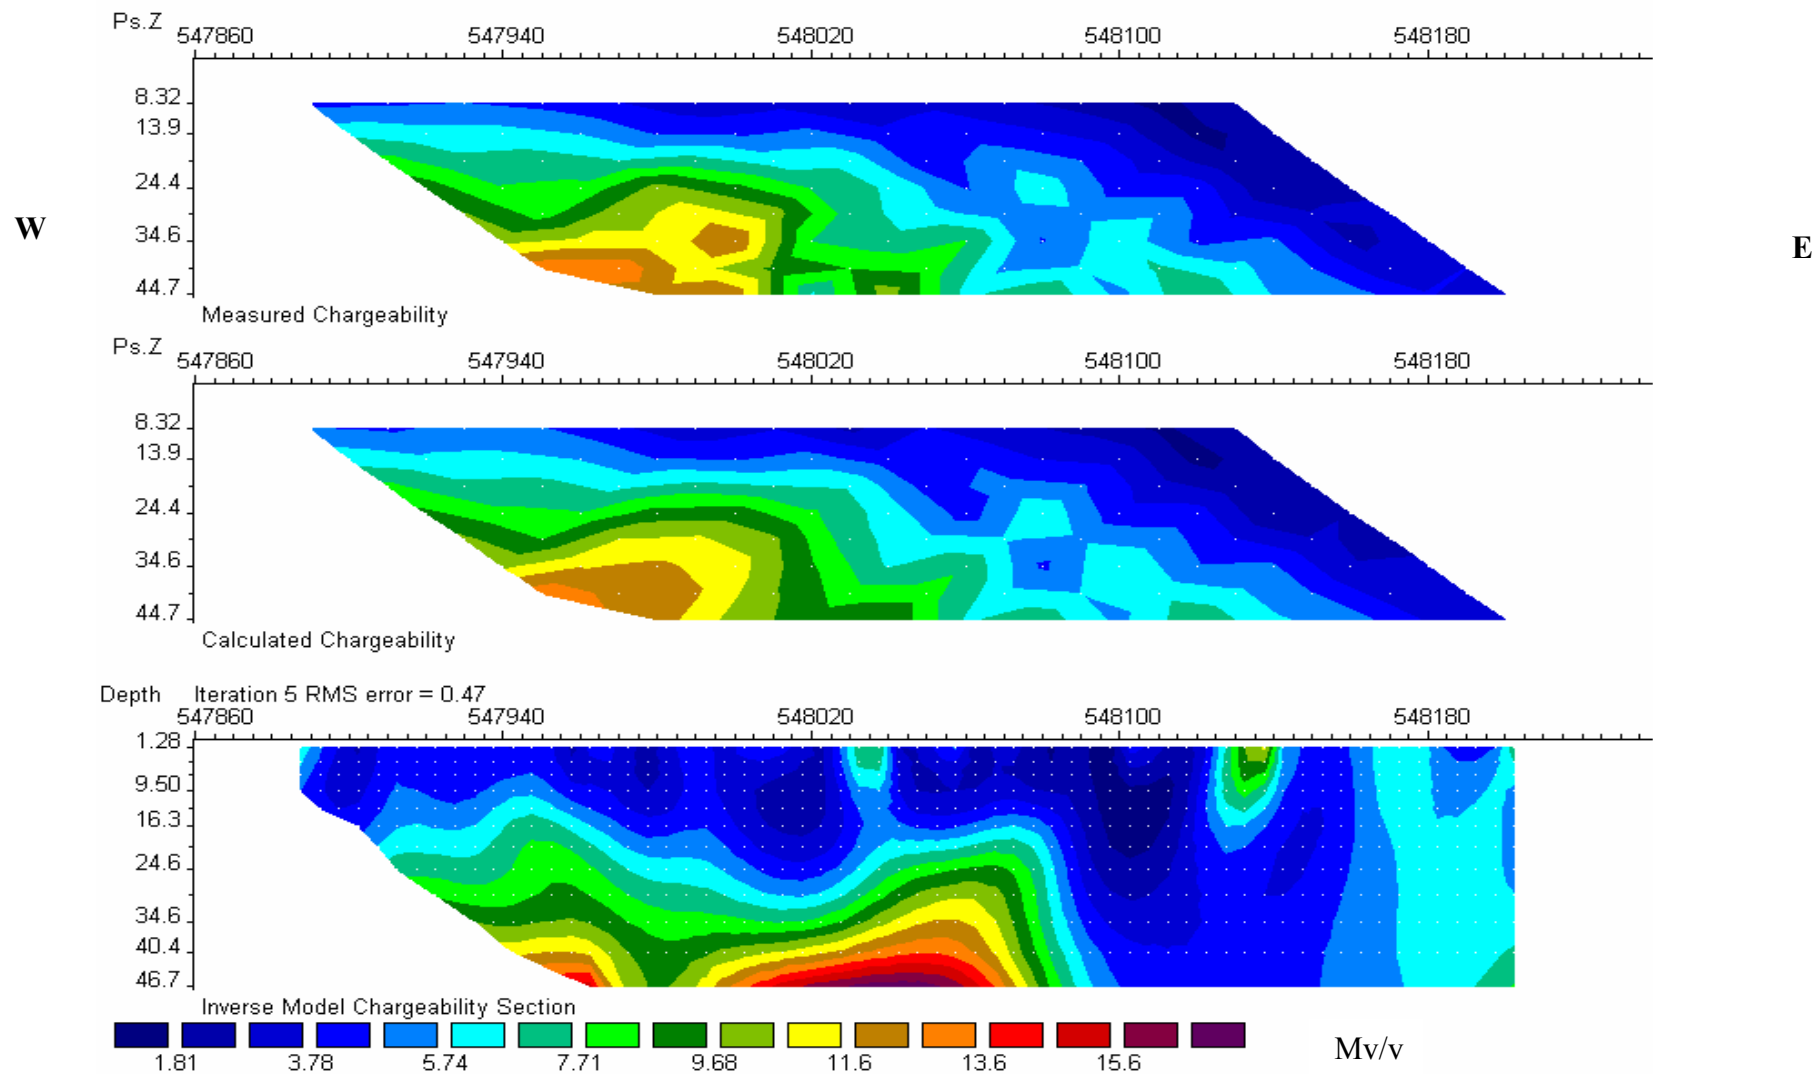 Ps.Z
547860 547940 548020 548100 548180
8.32
13.9
24.4
W
34.6
E
44.7
Measured Chargeability
Ps.Z
547860 547940 548020 548100 548180
8.32
13.9
24.4
34.6
44.7
Calculated Chargeability
Depth Iteration 5 RMS error = 0.47
547860 547940 548020 548100 548180
1.28
9.50
16.3
24.6
34.6
40.4
46.7
Inverse Model Chargeability Section
1.81 3.78 5.74 7.71 9.68 11.6 13.6 15.6
Mv/v